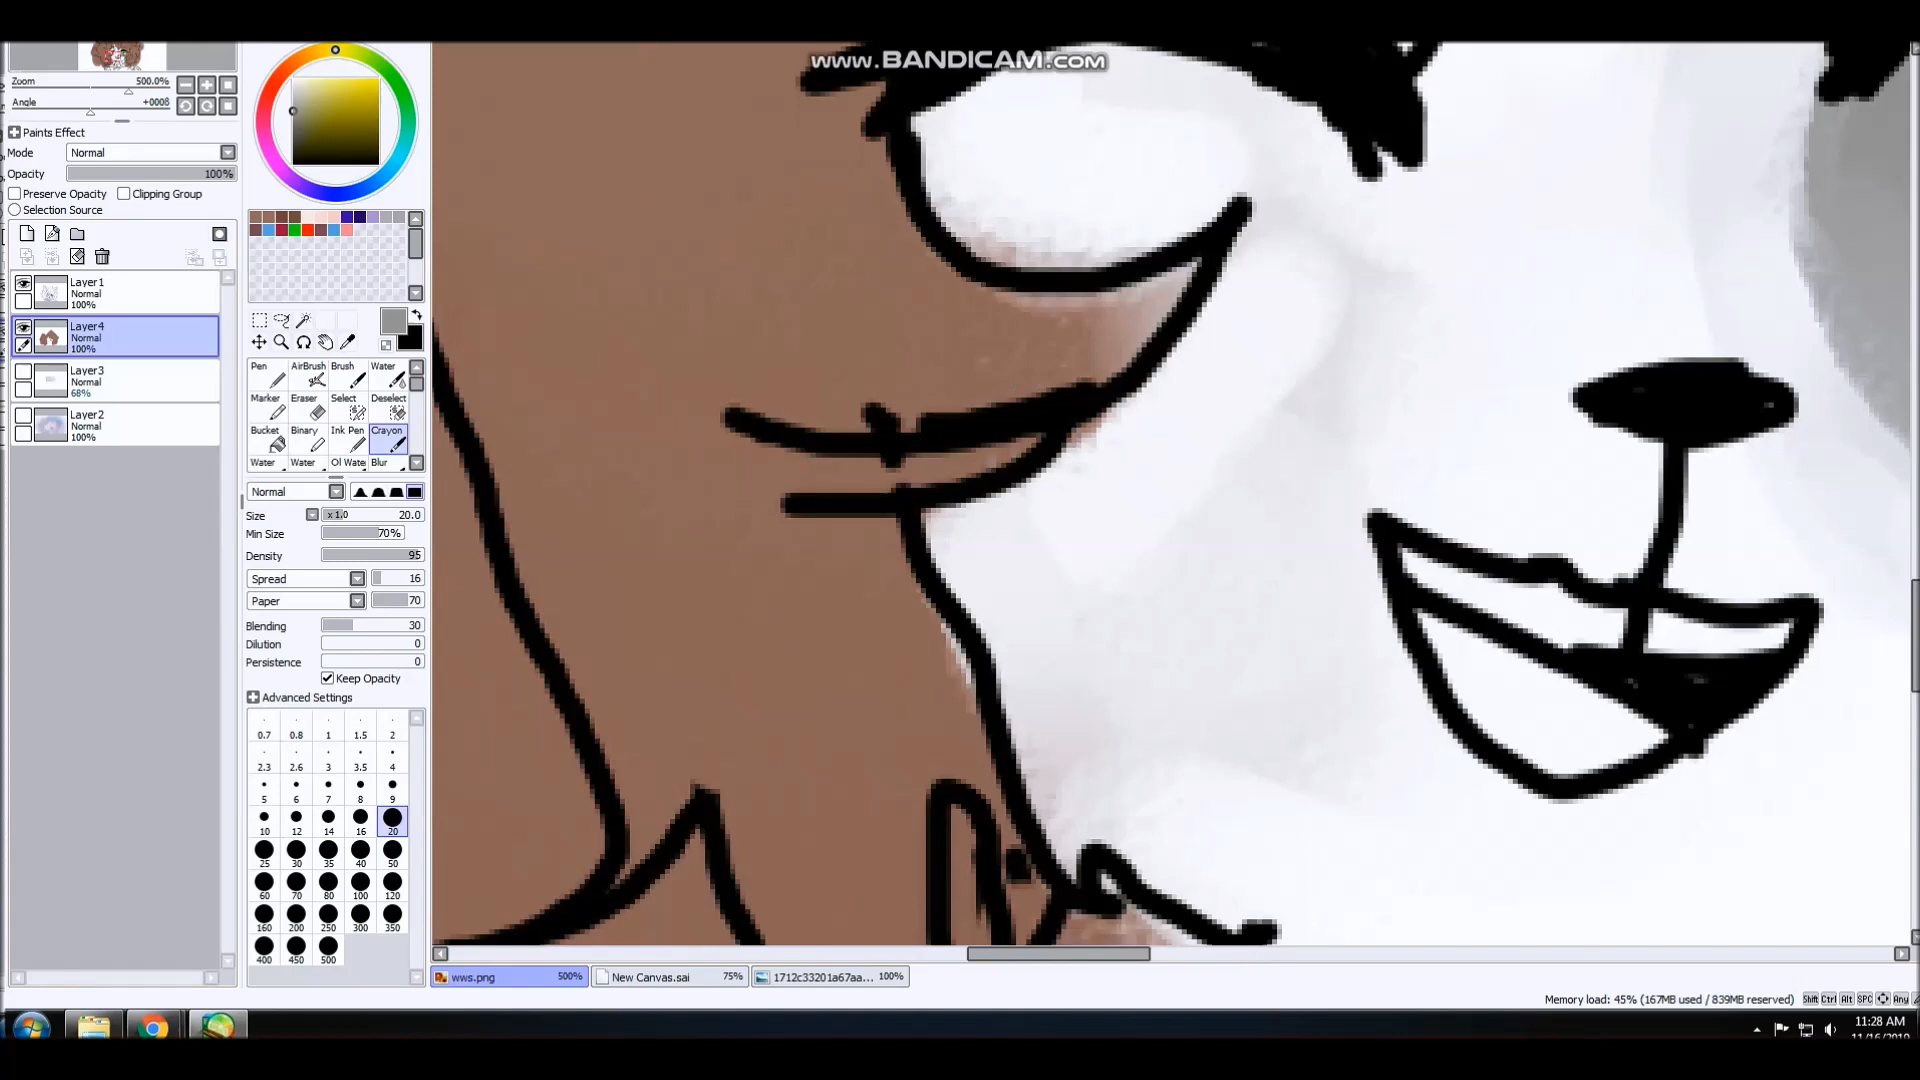 www.BANDICAM.com
Zoom 500.0%
Angle +0008
Paints Effect
Mode Normal
Opacity 100%
Preserve Opacity Clipping Group
Selection Source
Layer1
Normal
100%
Layer4
Normal
100%
Layer3
Normal
68%
Layer2
Normal
100%
Pen AirBrush Brush Water
Marker Eraser Select Deselect
Bucket Binary Ink Pen Crayon
Water Water Ol Wate Blur
Normal
Size x 1.0 20.0
Min Size 70%
Density 95
Spread 16
Paper 70
Blending 30
Dilution 0
Persistence 0
Keep Opacity
Advanced Settings
0.7 0.8 1 1.5 2
2.3 2.6 3 3.5 4
5 6 7 8 9
10 12 14 16 20
25 30 35 40 50
60 70 80 100 120
160 200 250 300 350
400 450 500
wws.png 500% New Canvas.sai 75% 1712c33201a67aa... 100%
Memory load: 45% (167MB used / 839MB reserved) Shift Ctrl Alt SPC Any
11:28 AM